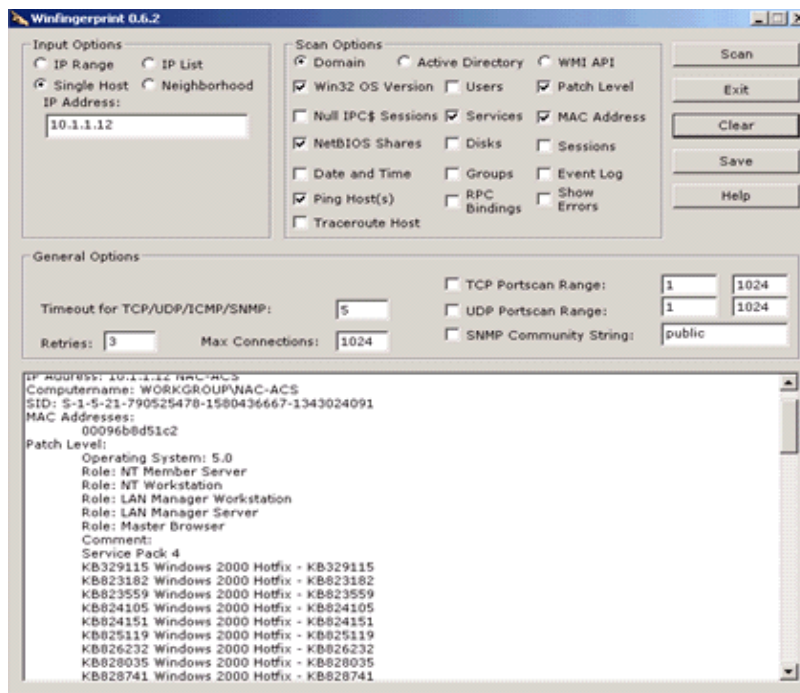 Winfingerprint 0.6.2
Input Options
IP Range IP List
Single Host Neighborhood
IP Address:
10.1.1.12
Scan Options
Domain Active Directory WMI API
Win32 OS Version Users Patch Level
Null IPC$ Sessions Services MAC Address
NetBIOS Shares Disks Sessions
Date and Time Groups Event Log
Ping Host(s) RPC Bindings Show Errors
Traceroute Host
Scan
Exit
Clear
Save
Help
General Options
Timeout for TCP/UDP/ICMP/SNMP: 5
Retries: 3 Max Connections: 1024
TCP Portscan Range: 1 1024
UDP Portscan Range: 1 1024
SNMP Community String: public
IP Address: 10.1.1.12 NAC-ACS
Computername: WORKGROUP\NAC-ACS
SID: S-1-5-21-790525478-1580436667-1343024091
MAC Addresses:
00096b8d51c2
Patch Level:
Operating System: 5.0
Role: NT Member Server
Role: NT Workstation
Role: LAN Manager Workstation
Role: LAN Manager Server
Role: Master Browser
Comment:
Service Pack 4
KB329115 Windows 2000 Hotfix - KB329115
KB823182 Windows 2000 Hotfix - KB823182
KB823559 Windows 2000 Hotfix - KB823559
KB824105 Windows 2000 Hotfix - KB824105
KB824151 Windows 2000 Hotfix - KB824151
KB825119 Windows 2000 Hotfix - KB825119
KB826232 Windows 2000 Hotfix - KB826232
KB828035 Windows 2000 Hotfix - KB828035
KB828741 Windows 2000 Hotfix - KB828741